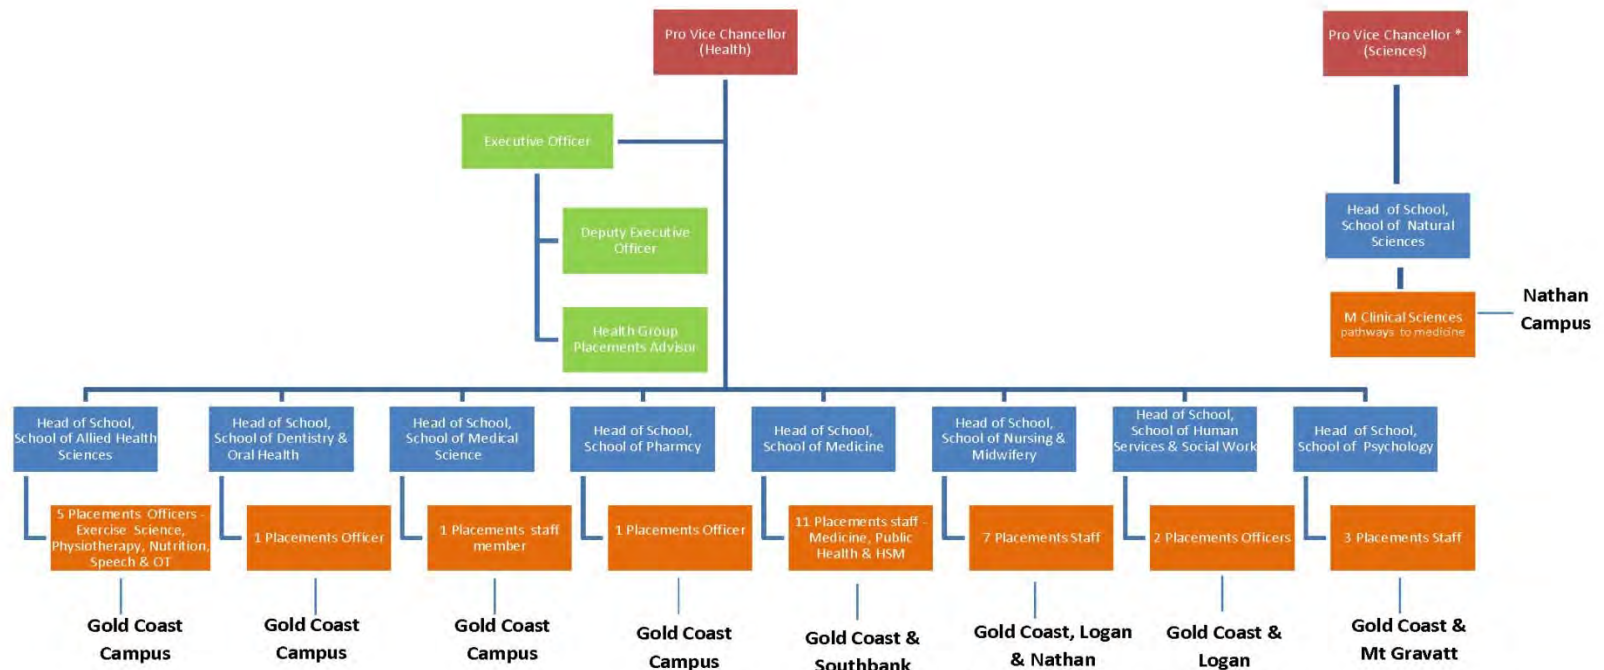 Pro Vice Chancellor
(Health)
Pro Vice Chancellor *
(Sciences)
Executive Officer
Deputy Executive
Officer
Health Group
Placements Advisor
Head of School,
School of Natural
Sciences
M Clinical Sciences
pathways to medicine
Nathan
Campus
Head of School,
School of Allied Health
Sciences
Head of School,
School of Dentistry &
Oral Health
Head of School,
School of Medical
Science
Head of School,
School of Pharmcy
Head of School,
School of Medicine
Head of School,
School of Nursing &
Midwifery
Head of School,
School of Human
Services & Social Work
Head of School,
School of Psychology
5 Placements Officers -
Exercise Science,
Physiotherapy, Nutrition,
Speech & OT
1 Placements Officer
1 Placements staff
member
1 Placements Officer
11 Placements staff -
Medicine, Public
Health & HSM
7 Placements Staff
2 Placements Officers
3 Placements Staff
Gold Coast
Campus
Gold Coast
Campus
Gold Coast
Campus
Gold Coast
Campus
Gold Coast &
Southbank
Gold Coast, Logan
& Nathan
Gold Coast &
Logan
Gold Coast &
Mt Gravatt